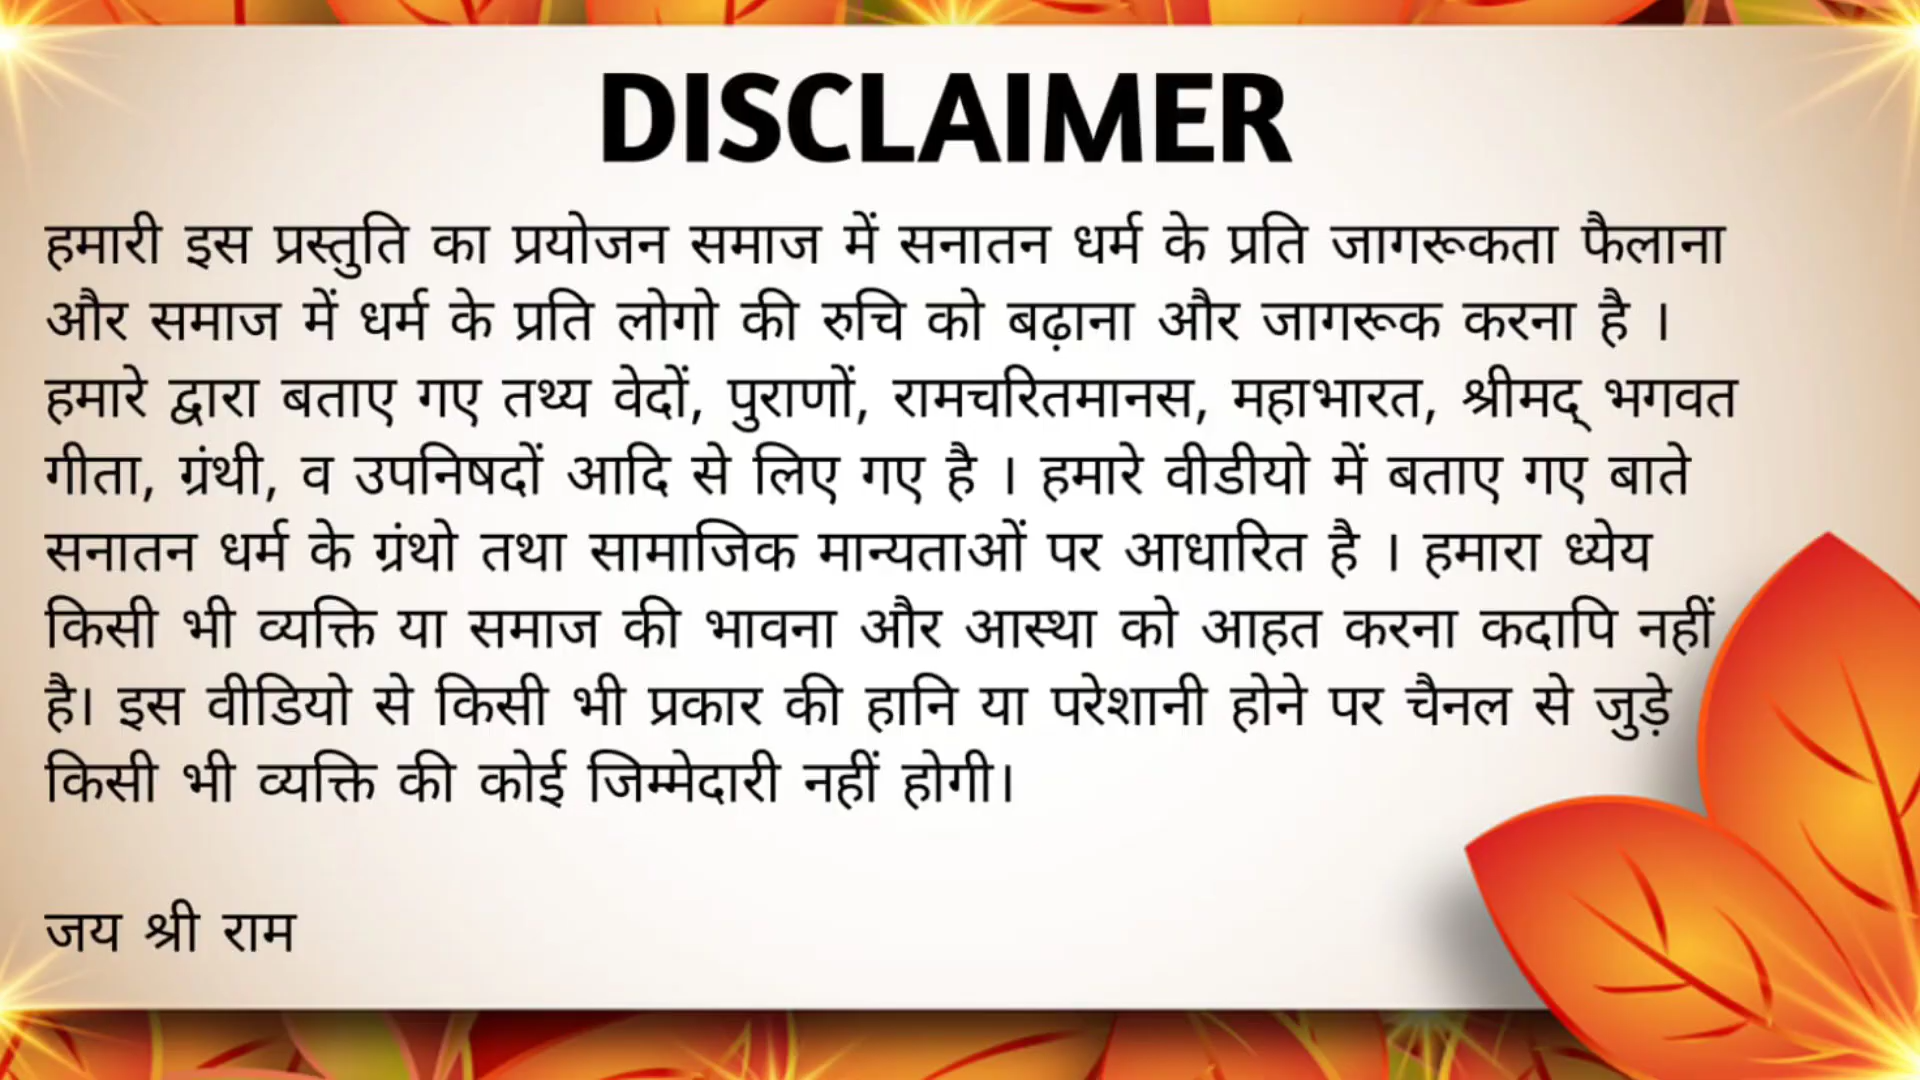 DISCLAIMER
हमारी इस प्रस्तुति का प्रयोजन समाज में सनातन धर्म के प्रति जागरूकता फैलाना
और समाज में धर्म के प्रति लोगो की रुचि को बढ़ाना और जागरूक करना है ।
हमारे द्वारा बताए गए तथ्य वेदों, पुराणों, रामचरितमानस, महाभारत, श्रीमद् भगवत
गीता, ग्रंथी, व उपनिषदों आदि से लिए गए है । हमारे वीडीयो में बताए गए बाते
सनातन धर्म के ग्रंथो तथा सामाजिक मान्यताओं पर आधारित है । हमारा ध्येय
किसी भी व्यक्ति या समाज की भावना और आस्था को आहत करना कदापि नहीं
है। इस वीडियो से किसी भी प्रकार की हानि या परेशानी होने पर चैनल से जुड़े
किसी भी व्यक्ति की कोई जिम्मेदारी नहीं होगी।
जय श्री राम